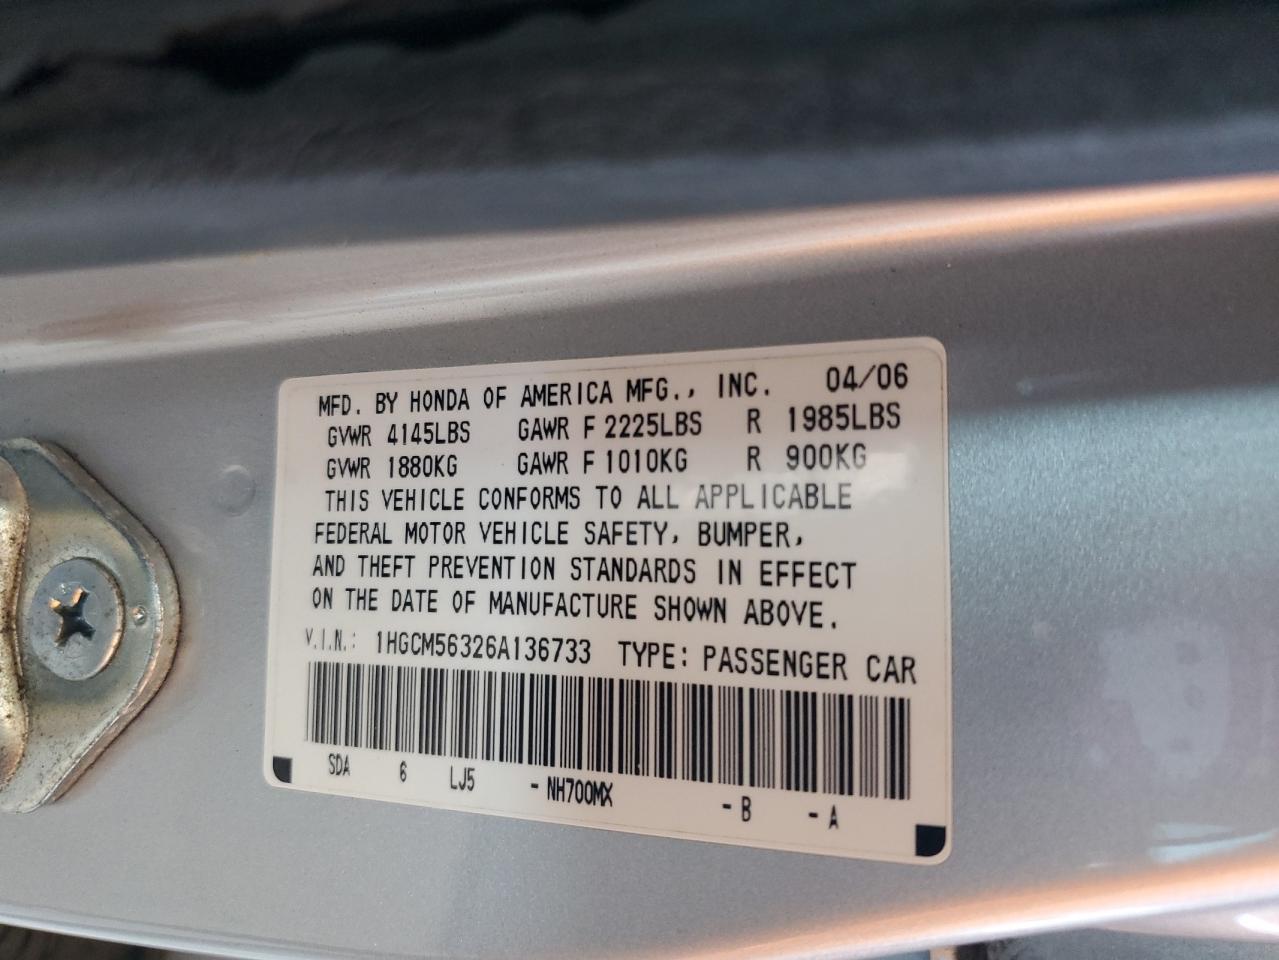 MFD. BY HONDA OF AMERICA MFG., INC. 04/06
GVWR 4145LBS GAWR F 2225LBS R 1985LBS
GVWR 1880KG GAWR F 1010KG R 900KG
THIS VEHICLE CONFORMS TO ALL APPLICABLE
FEDERAL MOTOR VEHICLE SAFETY, BUMPER,
AND THEFT PREVENTION STANDARDS IN EFFECT
ON THE DATE OF MANUFACTURE SHOWN ABOVE.
V.I.N.: 1HGCM56326A136733 TYPE: PASSENGER CAR
SDA 6 LJ5 -NH700MX -B -A